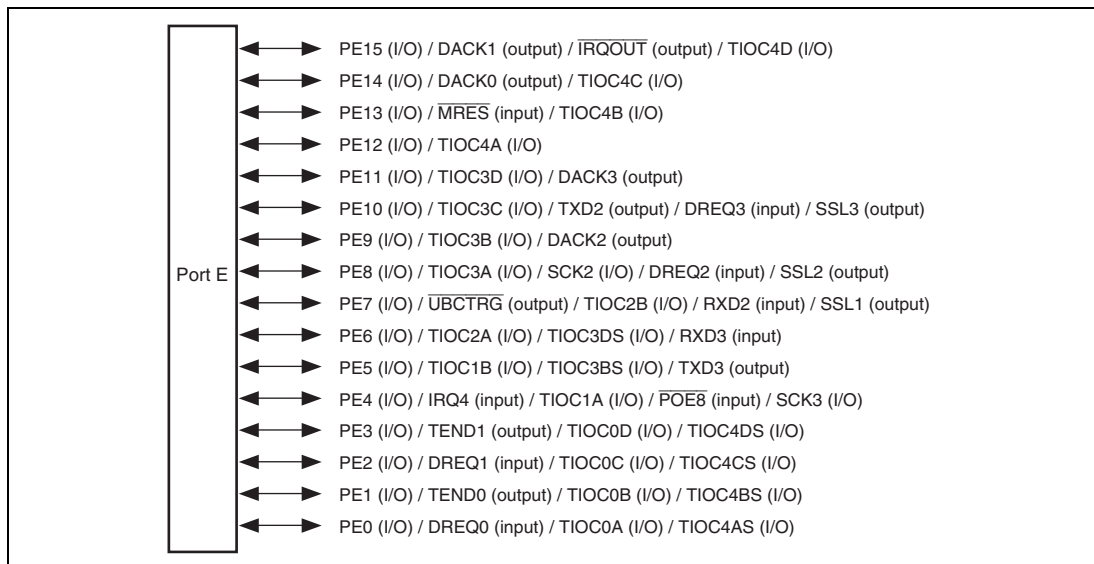 PE15 (I/O) / DACK1 (output) / IRQOUT (output) / TIOC4D (I/O)
PE14 (I/O) / DACK0 (output) / TIOC4C (I/O)
PE13 (I/O) / MRES (input) / TIOC4B (I/O)
PE12 (I/O) / TIOC4A (I/O)
PE11 (I/O) / TIOC3D (I/O) / DACK3 (output)
PE10 (I/O) / TIOC3C (I/O) / TXD2 (output) / DREQ3 (input) / SSL3 (output)
PE9 (I/O) / TIOC3B (I/O) / DACK2 (output)
Port E
PE8 (I/O) / TIOC3A (I/O) / SCK2 (I/O) / DREQ2 (input) / SSL2 (output)
PE7 (I/O) / UBCTRG (output) / TIOC2B (I/O) / RXD2 (input) / SSL1 (output)
PE6 (I/O) / TIOC2A (I/O) / TIOC3DS (I/O) / RXD3 (input)
PE5 (I/O) / TIOC1B (I/O) / TIOC3BS (I/O) / TXD3 (output)
PE4 (I/O) / IRQ4 (input) / TIOC1A (I/O) / POE8 (input) / SCK3 (I/O)
PE3 (I/O) / TEND1 (output) / TIOC0D (I/O) / TIOC4DS (I/O)
PE2 (I/O) / DREQ1 (input) / TIOC0C (I/O) / TIOC4CS (I/O)
PE1 (I/O) / TEND0 (output) / TIOC0B (I/O) / TIOC4BS (I/O)
PE0 (I/O) / DREQ0 (input) / TIOC0A (I/O) / TIOC4AS (I/O)